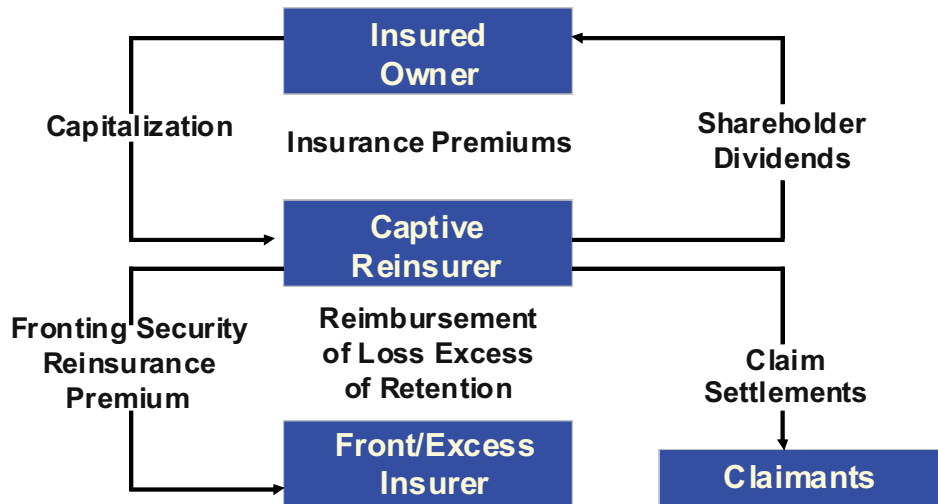 Insured
Owner
Capitalization
Insurance Premiums
Shareholder
Dividends
Captive
Reinsurer
Fronting Security
Reinsurance
Premium
Reimbursement
of Loss Excess
of Retention
Claim
Settlements
Front/Excess
Insurer
Claimants